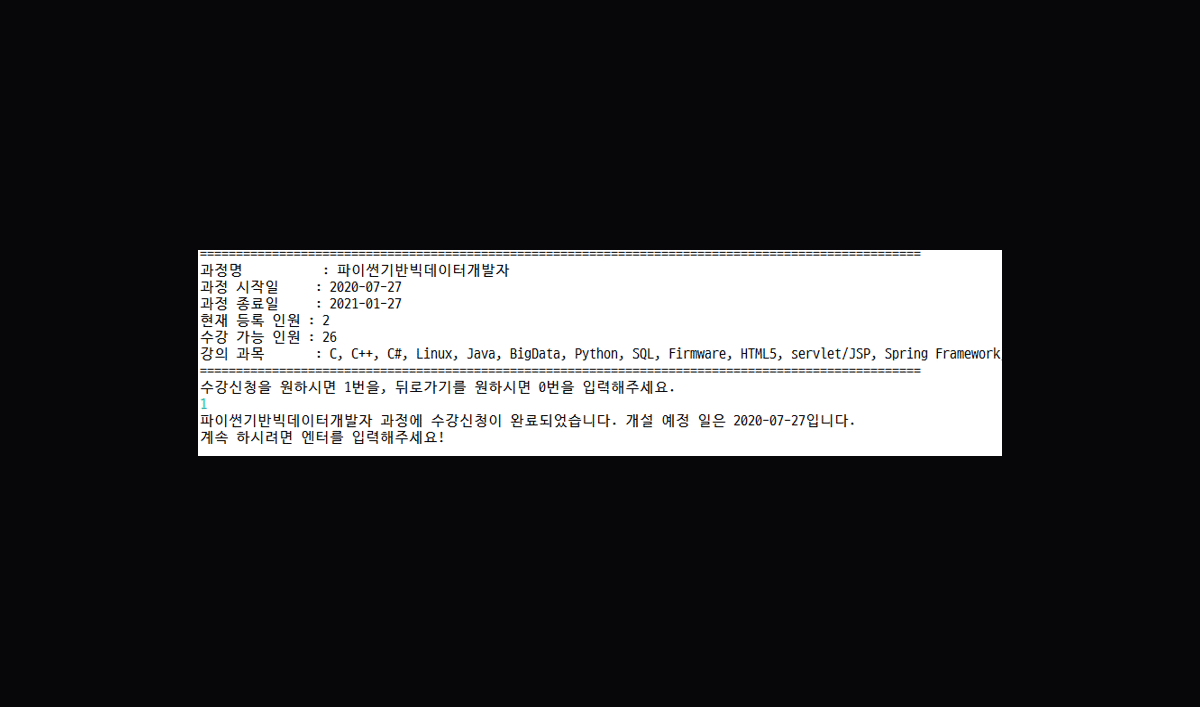 ====================================================================================================
과정명 : 파이썬기반빅데이터개발자
과정 시작일 : 2020-07-27
과정 종료일 : 2021-01-27
현재 등록 인원 : 2
수강 가능 인원 : 26
강의 과목 : C, C++, C#, Linux, Java, BigData, Python, SQL, Firmware, HTML5, servlet/JSP, Spring Framework
====================================================================================================
수강신청을 원하시면 1번을, 뒤로가기를 원하시면 0번을 입력해주세요.
1
파이썬기반빅데이터개발자 과정에 수강신청이 완료되었습니다. 개설 예정 일은 2020-07-27입니다.
계속 하시려면 엔터를 입력해주세요!